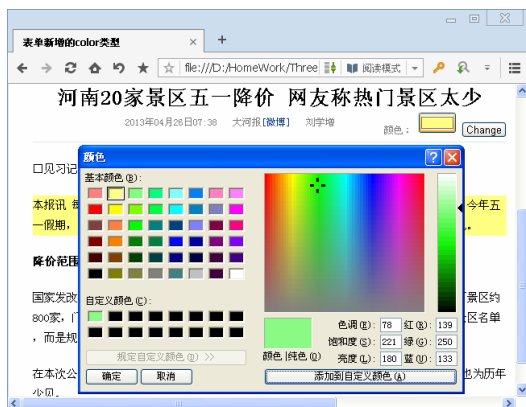 表单新增的color类型
file:///D:/HomeWork/Three
阅读模式
河南20家景区五一降价 网友称热门景区太少
2013年04月26日07:38 大河报[微博] 刘学增
颜色：
Change
□见习记
本报讯
今年五
一假期，
降价范围
国家发改
景区约
800家，
区名单
，而是规
在本次公
也为历年
少见。
颜色
基本颜色(B):
自定义颜色(C):
规定自定义颜色(D) >>
确定
取消
颜色|纯色(O)
色调(E): 78 红(R): 139
饱和度(S): 221 绿(G): 250
亮度(L): 180 蓝(U): 133
添加到自定义颜色(A)